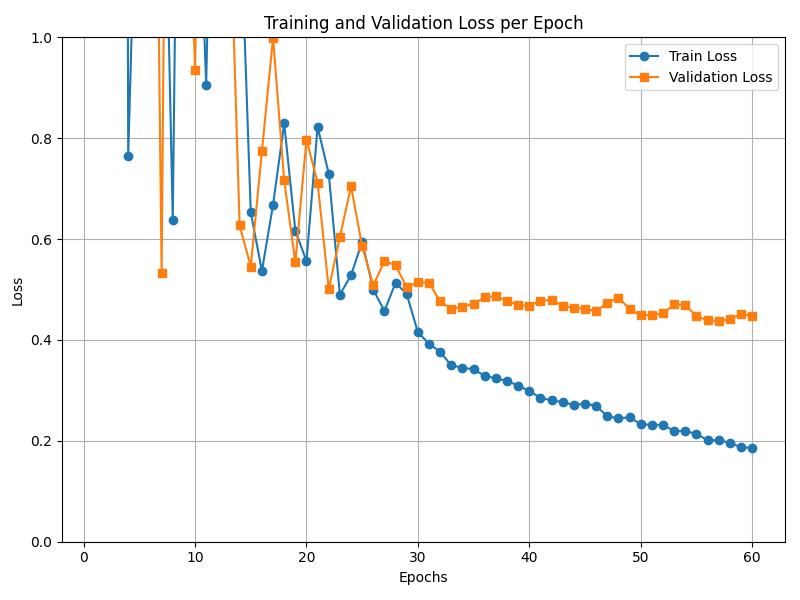 Training and Validation Loss per Epoch
Train Loss
Validation Loss
Loss
1.0
0.8
0.6
0.4
0.2
0.0
0 10 20 30 40 50 60
Epochs